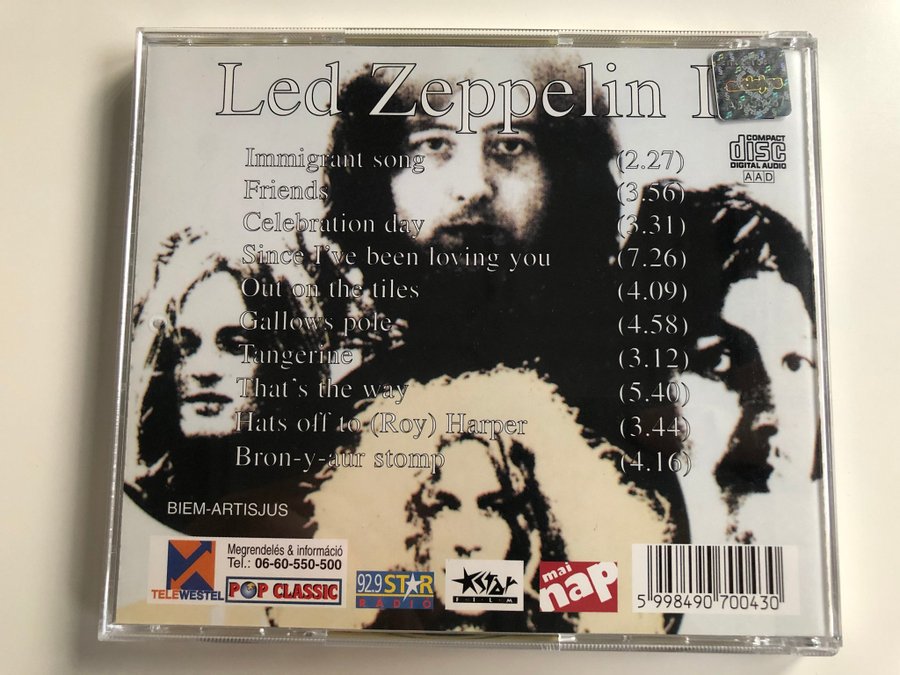 Led Zeppelin I
COMPACT
disc
DIGITAL AUDIO
AAD
Immigrant song (2.27)
Friends (3.56)
Celebration day (3.31)
Since I've been loving you (7.26)
Out on the tiles (4.09)
Gallows pole (4.58)
Tangerine (3.12)
That's the way (5.40)
Hats off to (Roy) Harper (3.44)
Bron-y-aur stomp (4.16)
BIEM-ARTISJUS
TELEWESTEL
Megrendelés & információ
Tel.: 06-60-550-500
POP CLASSIC
92.9 STAR
RÁDIÓ
STAR
FILM
mai
nap
5 998490 700430